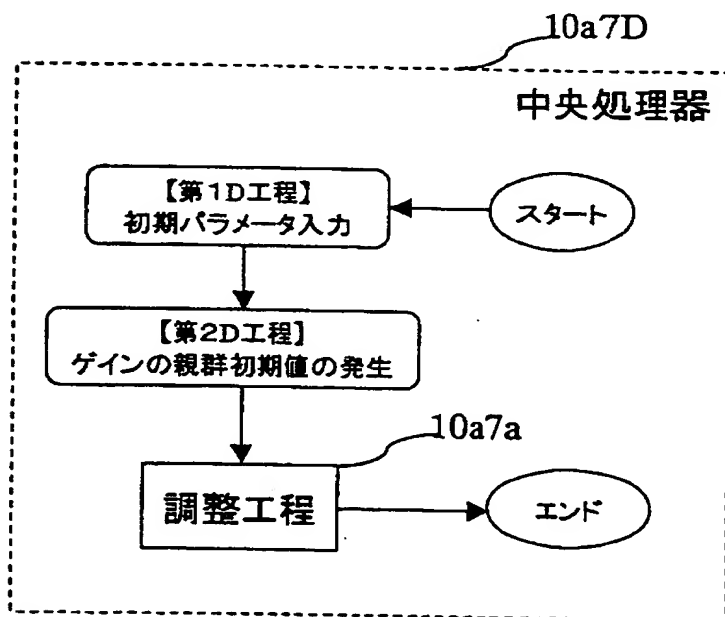 10a7D
中央処理器
【第1D工程】
初期パラメータ入力
スタート
【第2D工程】
ゲインの親群初期値の発生
10a7a
調整工程
エンド